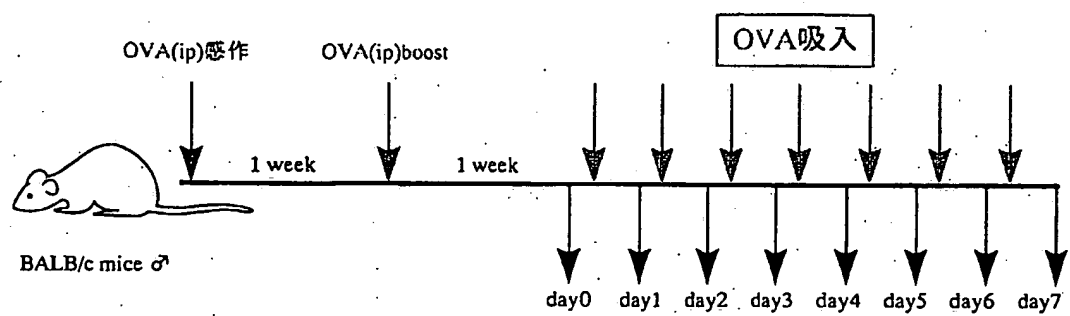 OVA(ip)感作
OVA(ip)boost
OVA吸入
1 week
1 week
BALB/c mice ♂
day0 day1 day2 day3 day4 day5 day6 day7